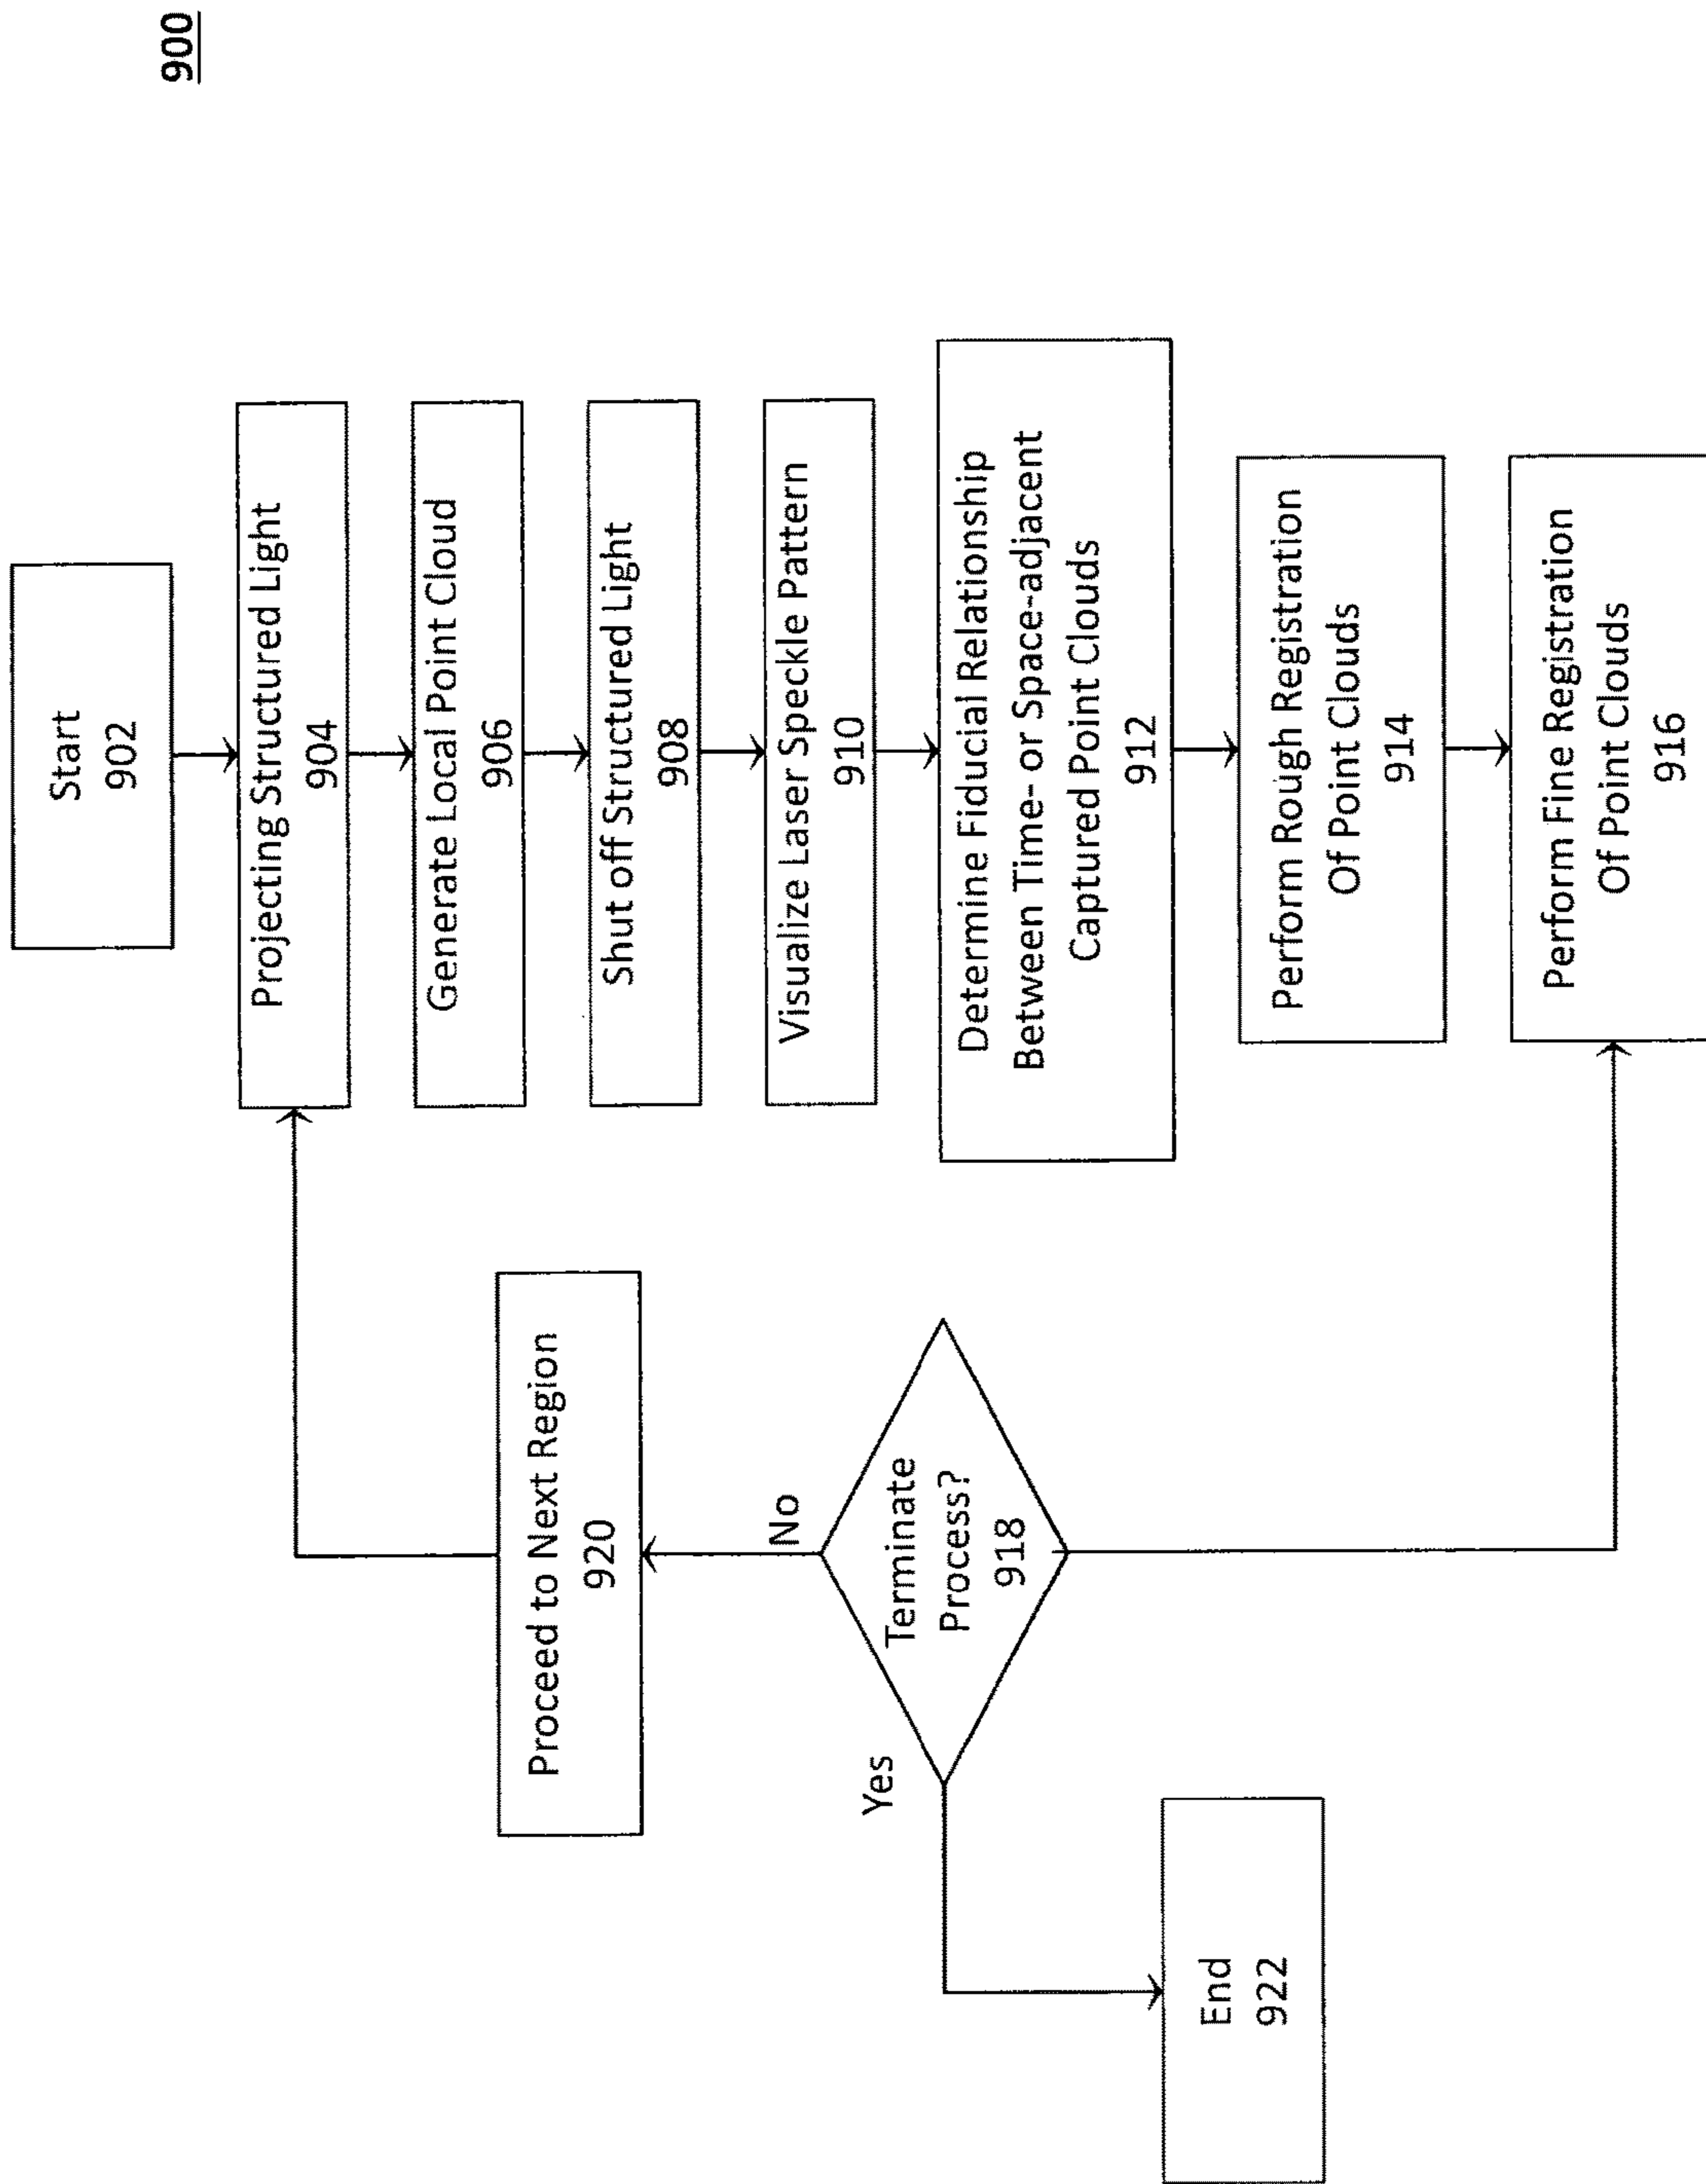 900
Start
902
Projecting Structured Light
904
Generate Local Point Cloud
906
Shut off Structured Light
908
Visualize Laser Speckle Pattern
910
Determine Fiducial Relationship
Between Time- or Space-adjacent
Captured Point Clouds
912
Perform Rough Registration
Of Point Clouds
914
Perform Fine Registration
Of Point Clouds
916
Proceed to Next Region
920
No
Terminate
Process?
918
Yes
End
922